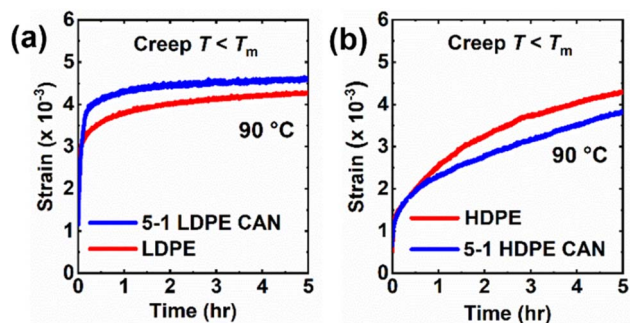 (a)
Creep T < Tm
Strain (x 10-3)
6
5
4
3
2
1
0
90 °C
5-1 LDPE CAN
LDPE
0 1 2 3 4 5
Time (hr)
(b)
Creep T < Tm
Strain (x 10-3)
6
5
4
3
2
1
0
90 °C
HDPE
5-1 HDPE CAN
0 1 2 3 4 5
Time (hr)